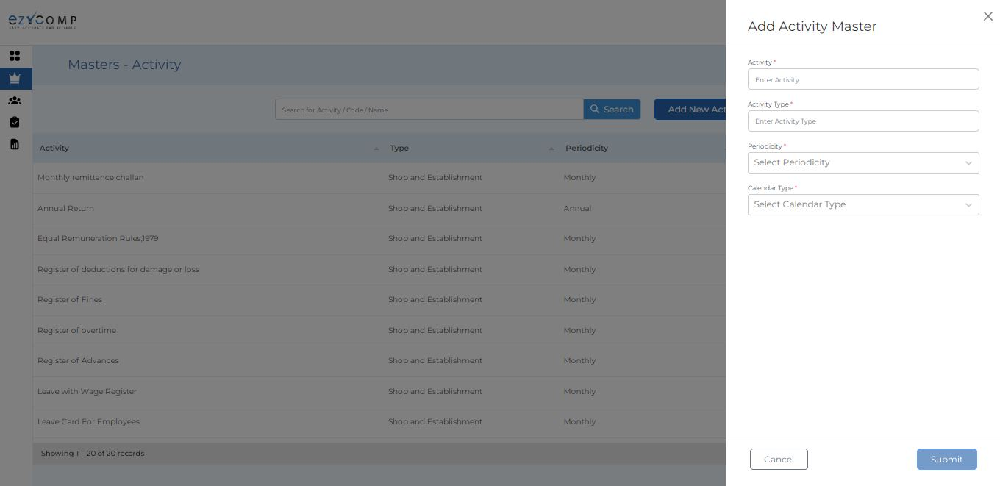 ezycomp
EASY, ACCURATE AND RELIABLE
Masters - Activity
Search for Activity / Code / Name
Search
Add New Act
Activity
Type
Periodicity
Monthly remittance challan
Shop and Establishment
Monthly
Annual Return
Shop and Establishment
Annual
Equal Remuneration Rules,1979
Shop and Establishment
Monthly
Register of deductions for damage or loss
Shop and Establishment
Monthly
Register of Fines
Shop and Establishment
Monthly
Register of overtime
Shop and Establishment
Monthly
Register of Advances
Shop and Establishment
Monthly
Leave with Wage Register
Shop and Establishment
Monthly
Leave Card For Employees
Shop and Establishment
Monthly
Showing 1 - 20 of 20 records
Add Activity Master
Activity *
Enter Activity
Activity Type *
Enter Activity Type
Periodicity *
Select Periodicity
Calendar Type *
Select Calendar Type
Cancel
Submit